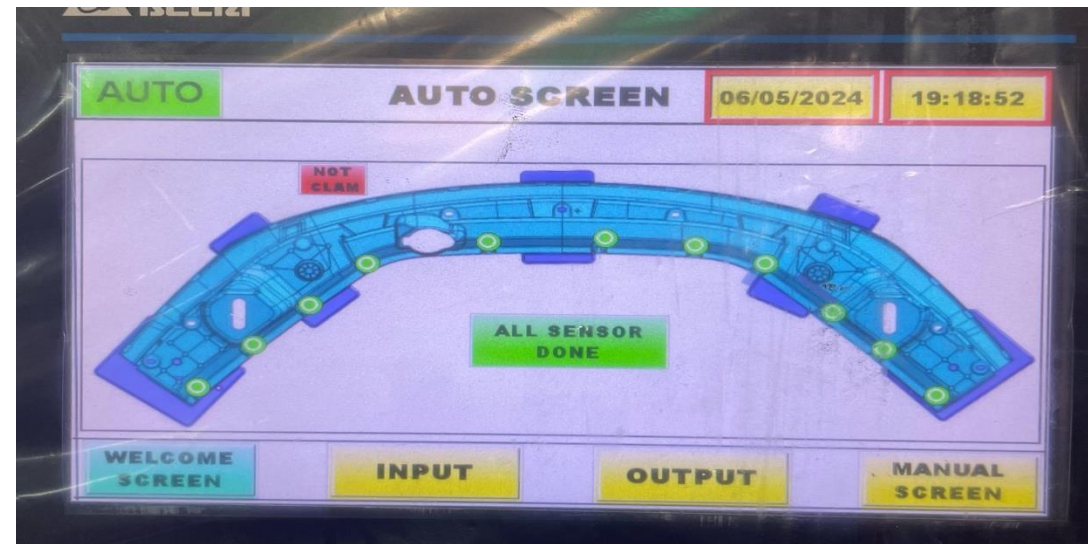 AUTO
AUTO SCREEN
06/05/2024
19:18:52
NOT
CLAM
ALL SENSOR
DONE
WELCOME
SCREEN
INPUT
OUTPUT
MANUAL
SCREEN